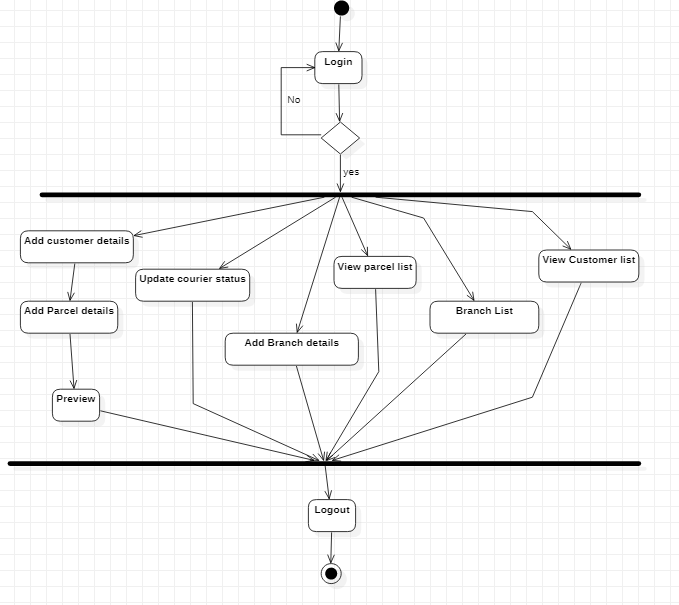 Login
No
yes
Add customer details
Update courier status
View parcel list
View Customer list
Add Parcel details
Branch List
Add Branch details
Preview
Logout